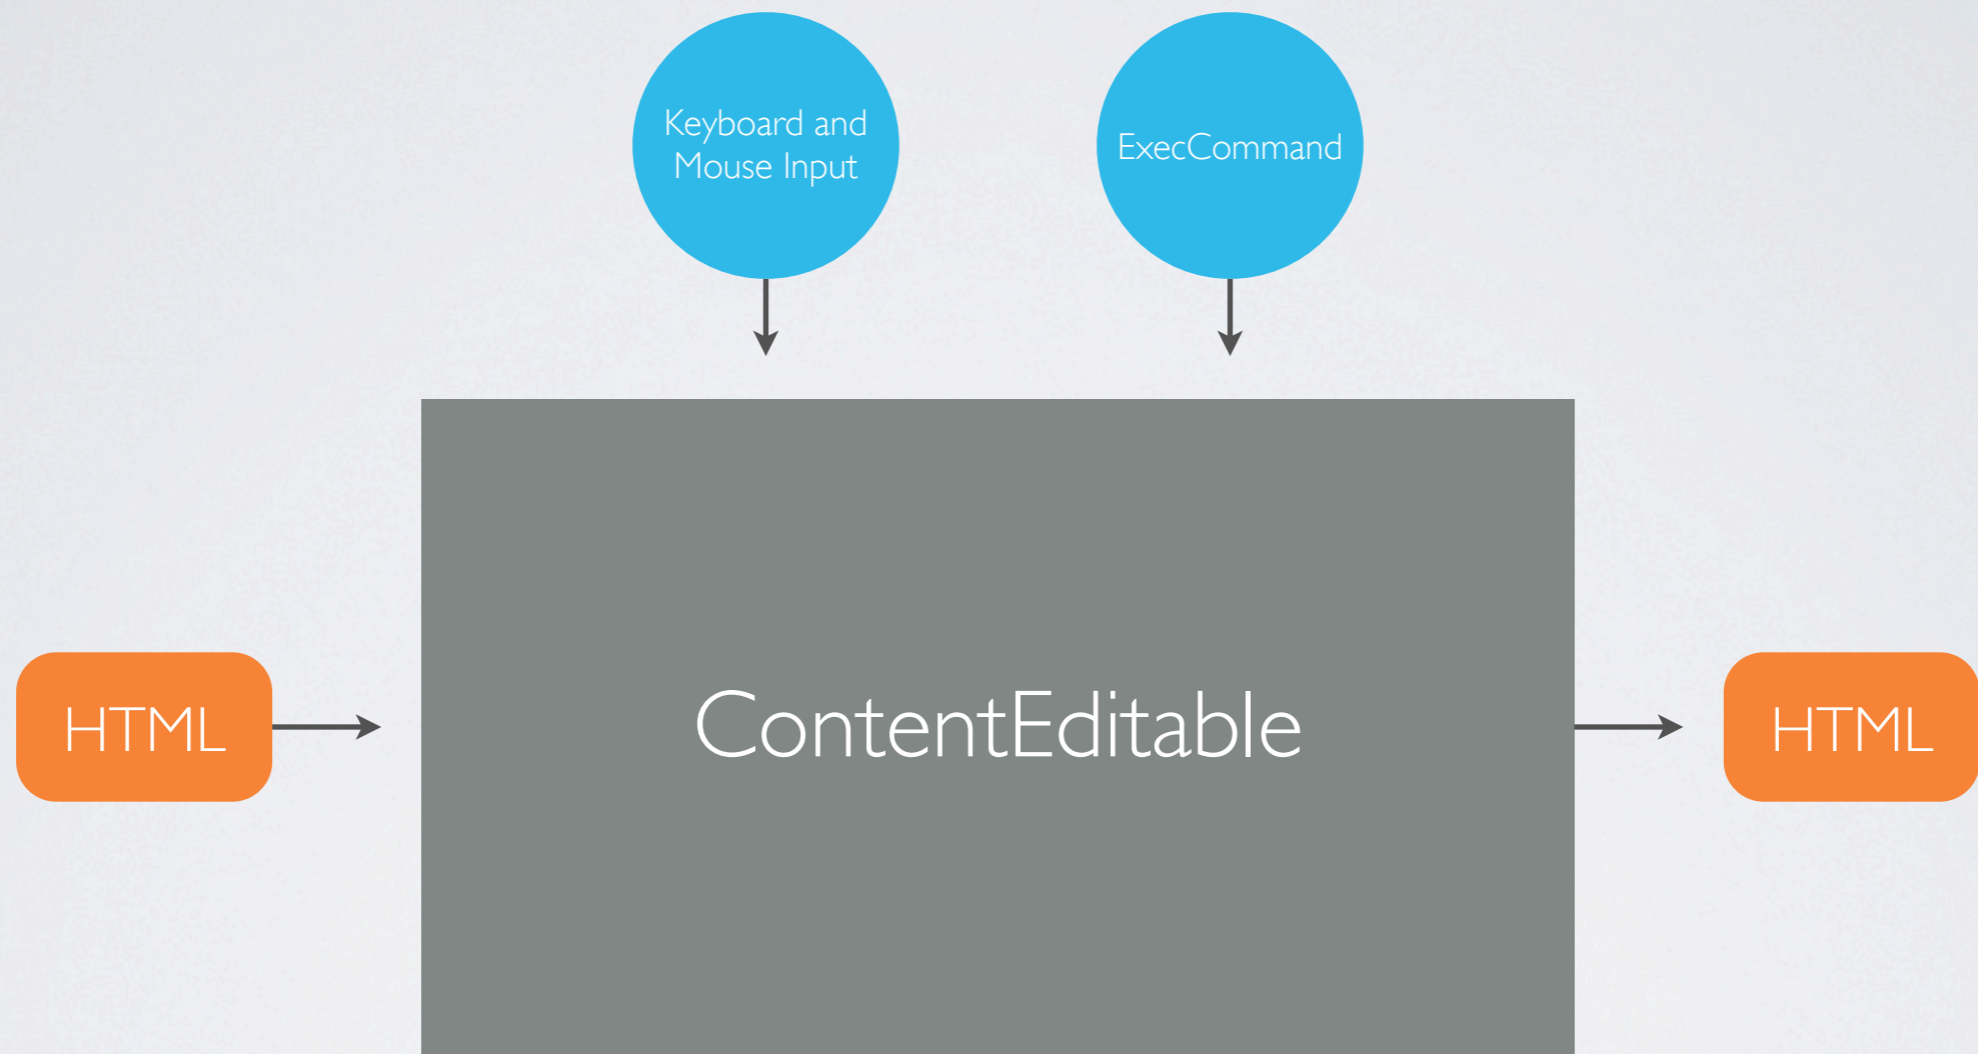 Keyboard and
Mouse Input
ExecCommand
HTML
ContentEditable
HTML